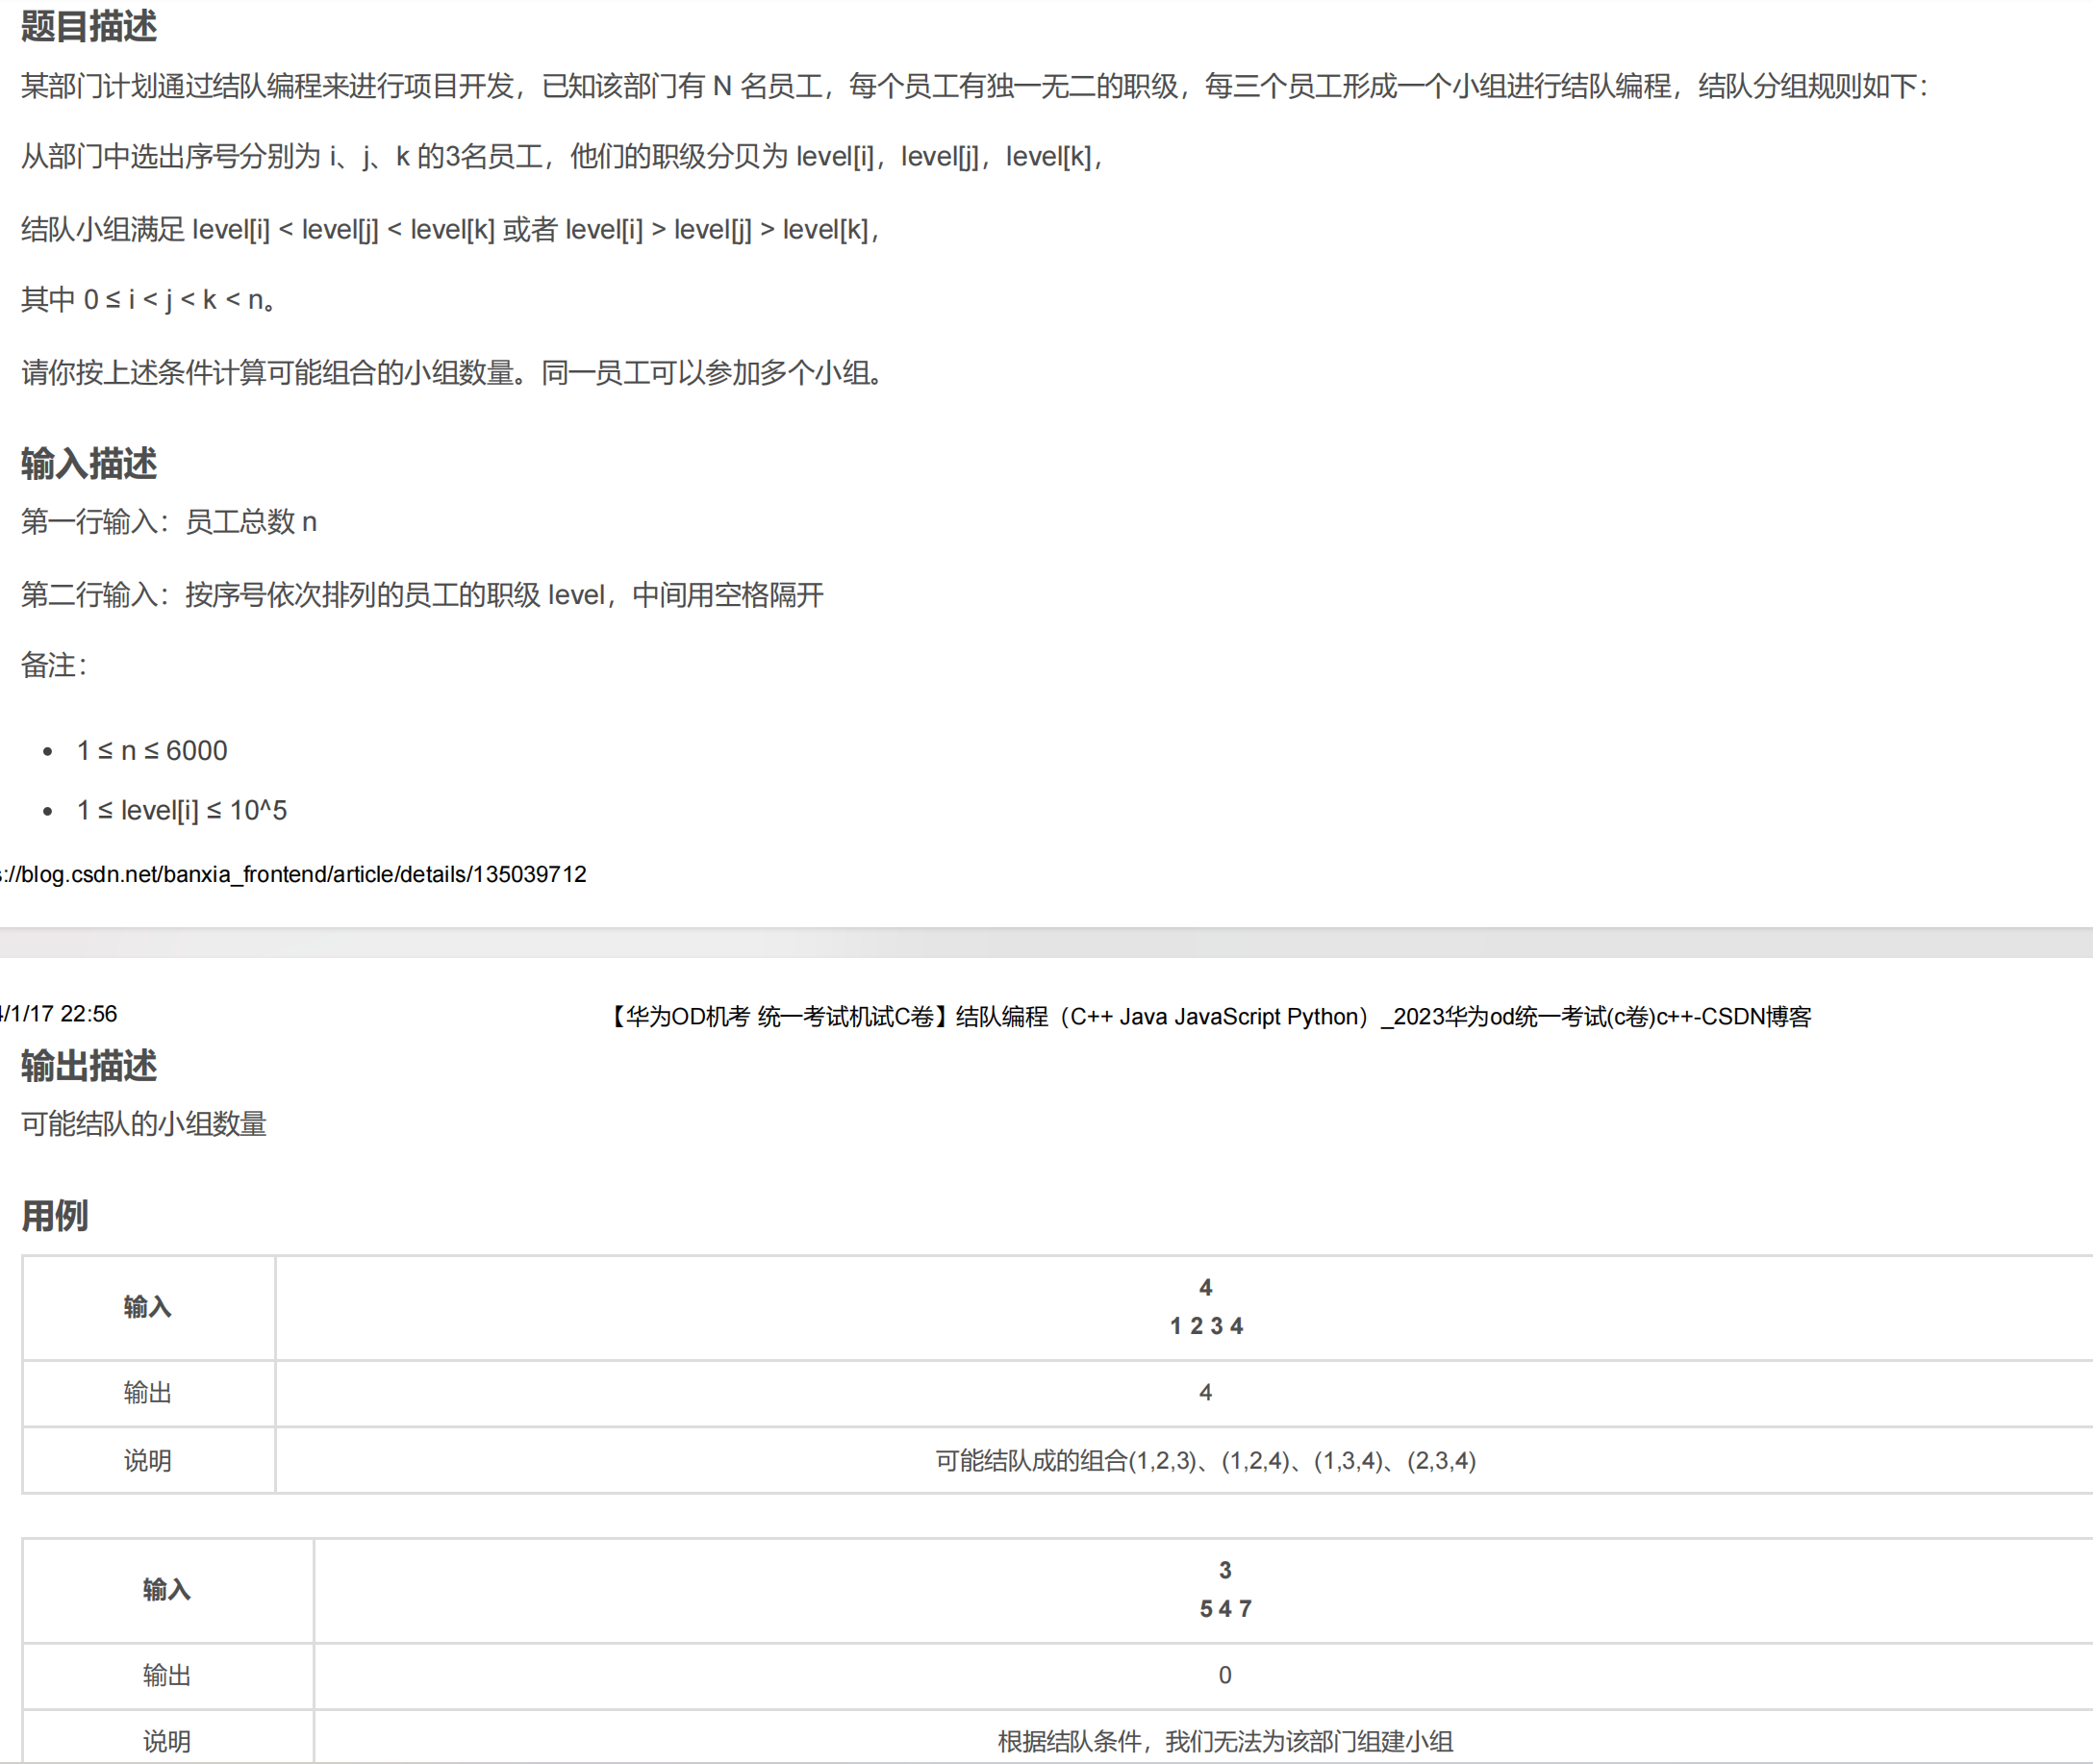 题目描述
某部门计划通过结队编程来进行项目开发，已知该部门有 N 名员工，每个员工有独一无二的职级，每三个员工形成一个小组进行结队编程，结队分组规则如下：
从部门中选出序号分别为 i、j、k 的3名员工，他们的职级分贝为 level[i]，level[j]，level[k]，
结队小组满足 level[i] < level[j] < level[k] 或者 level[i] > level[j] > level[k]，
其中 0 ≤ i < j < k < n。
请你按上述条件计算可能组合的小组数量。同一员工可以参加多个小组。
输入描述
第一行输入：员工总数 n
第二行输入：按序号依次排列的员工的职级 level，中间用空格隔开
备注：
• 1 ≤ n ≤ 6000
• 1 ≤ level[i] ≤ 10^5
://blog.csdn.net/banxia_frontend/article/details/135039712
/1/17 22:56 【华为OD机考 统一考试机试C卷】结队编程（C++ Java JavaScript Python）_2023华为od统一考试(c卷)c++-CSDN博客
输出描述
可能结队的小组数量
用例
输入 4
1 2 3 4
输出 4
说明 可能结队成的组合(1,2,3)、(1,2,4)、(1,3,4)、(2,3,4)
输入 3
5 4 7
输出 0
说明 根据结队条件，我们无法为该部门组建小组